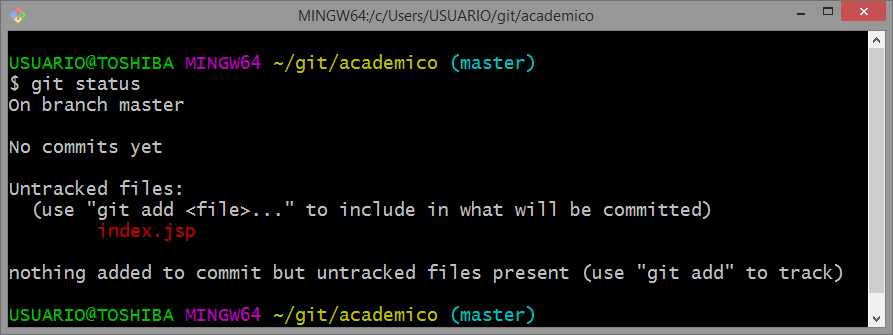 MINGW64:/c/Users/USUARIO/git/academico
USUARIO@TOSHIBA MINGW64 ~/git/academico (master)
$ git status
On branch master
No commits yet
Untracked files:
(use "git add <file>..." to include in what will be committed)
index.jsp
nothing added to commit but untracked files present (use "git add" to track)
USUARIO@TOSHIBA MINGW64 ~/git/academico (master)